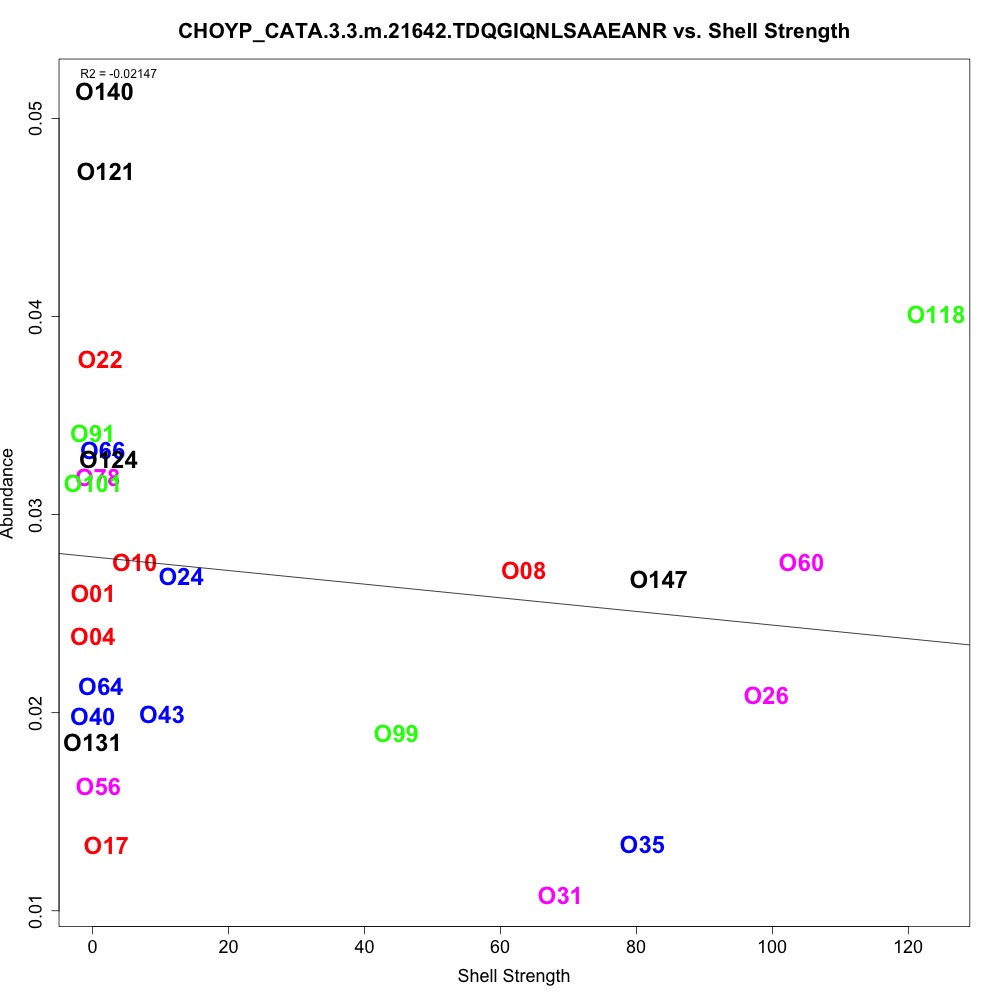 CHOYP_CATA.3.3.m.21642.TDQGIQNLSAAEANR vs. Shell Strength
R2 = -0.02147
O140
O121
O118
O22
O91
O66
O124
O78
O101
O10
O24
O08
O147
O60
O01
O04
O64
O40
O43
O131
O99
O26
O56
O17
O35
O31
0.05
0.04
0.03
0.02
0.01
Abundance
0 20 40 60 80 100 120
Shell Strength